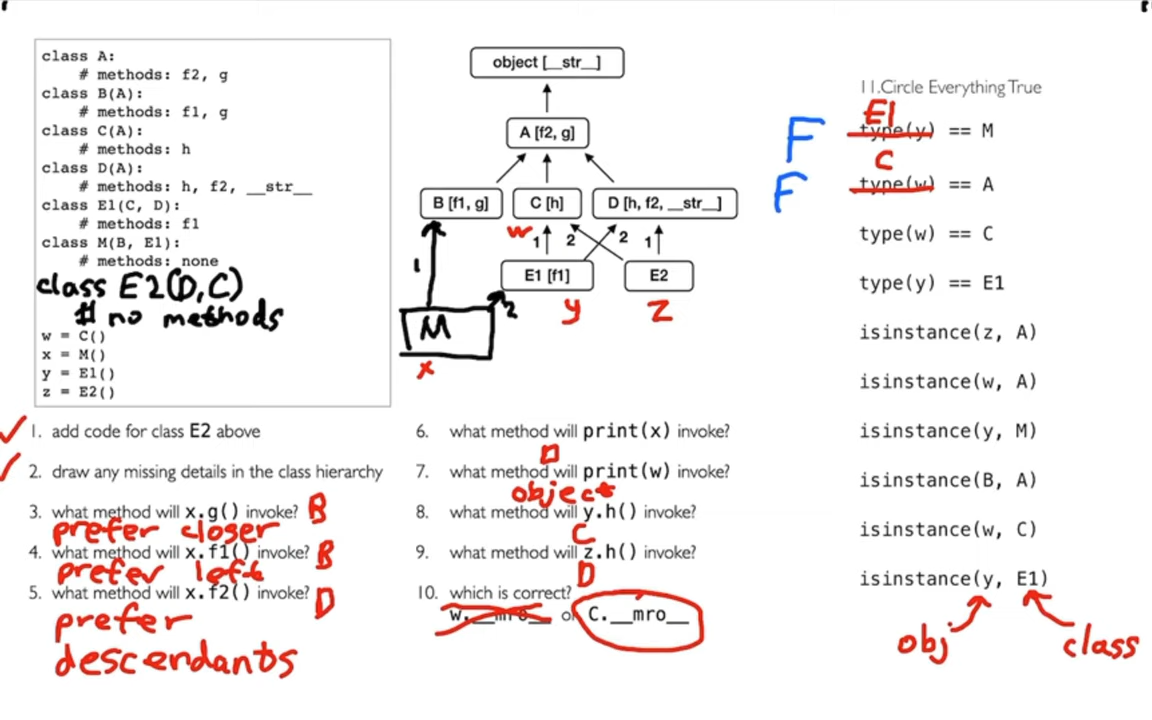 class A:
# methods: f2, g
class B(A):
# methods: f1, g
class C(A):
# methods: h
class D(A):
# methods: h, f2, __str__
class E1(C, D):
# methods: f1
class M(B, E1):
# methods: none
class E2(D,C)
# no methods
w = C()
x = M()
y = E1()
z = E2()
object [__str__]
A [f2, g]
B [f1, g]
C [h]
D [h, f2, __str__]
w
1
2
2
1
E1 [f1]
E2
1
2
M
y
z
x
1. add code for class E2 above
2. draw any missing details in the class hierarchy
3. what method will x.g() invoke? B
prefer closer
4. what method will x.f1() invoke? B
prefer left
5. what method will x.f2() invoke? D
prefer
descendants
6. what method will print(x) invoke?
D
7. what method will print(w) invoke?
object
8. what method will y.h() invoke?
C
9. what method will z.h() invoke?
D
10. which is correct?
w.__mro__ or C.__mro__
11.Circle Everything True
E1
F type(y) == M
C
F type(w) == A
type(w) == C
type(y) == E1
isinstance(z, A)
isinstance(w, A)
isinstance(y, M)
isinstance(B, A)
isinstance(w, C)
isinstance(y, E1)
obj class